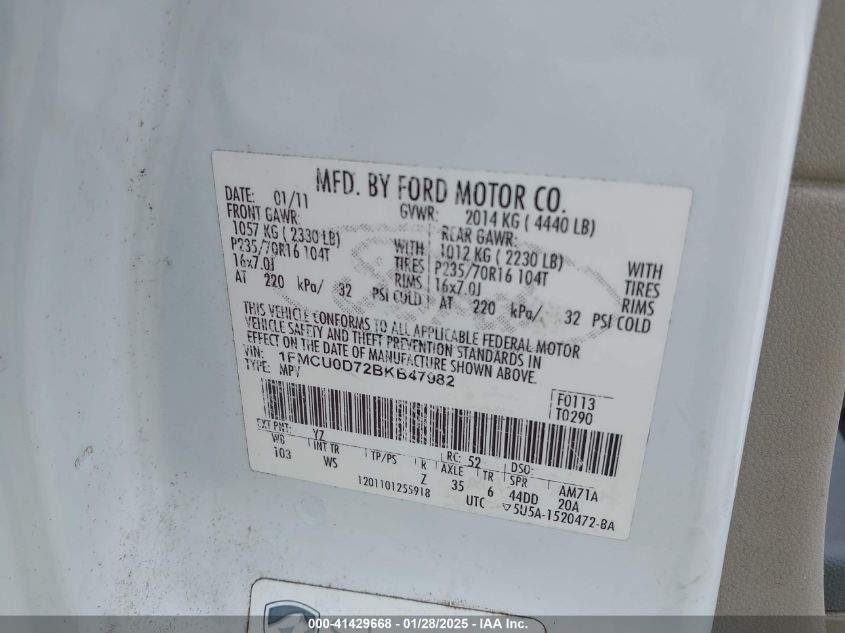 MFD. BY FORD MOTOR CO.
DATE: 01/11 GVWR: 2014 KG ( 4440 LB)
FRONT GAWR: REAR GAWR:
1057 KG ( 2330 LB) WITH 1012 KG ( 2230 LB) WITH
P235/70R16 104T TIRES P235/70R16 104T TIRES
16x7.0J RIMS 16x7.0J RIMS
AT 220 kPa/ 32 PSI COLD AT 220 kPa/ 32 PSI COLD
THIS VEHICLE CONFORMS TO ALL APPLICABLE FEDERAL MOTOR
VEHICLE SAFETY AND THEFT PREVENTION STANDARDS IN
EFFECT ON THE DATE OF MANUFACTURE SHOWN ABOVE.
VIN: 1FMCU0D72BKB47982
TYPE: MPV
F0113
T0290
EXT PNT: YZ RC: 52 DSO:
WB INT TR TP/PS R AXLE TR SPR AM71A
103 WS Z 35 6 44DD 20A
1201101255918 UTC ▽5U5A-1520472-BA
000-41429668 - 01/28/2025 - IAA Inc.